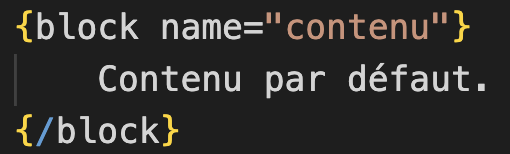 {block name="contenu"}
Contenu par défaut.
{/block}